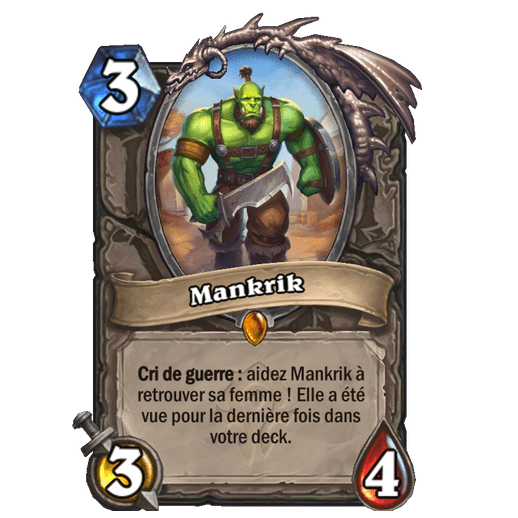 3
Mankrik
Cri de guerre : aidez Mankrik à
retrouver sa femme ! Elle a été
vue pour la dernière fois dans
votre deck.
3
4